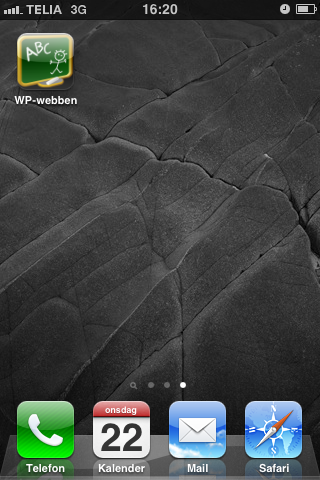 TELIA 3G 16:20
ABC
WP-webben
onsdag
22
Telefon Kalender Mail Safari